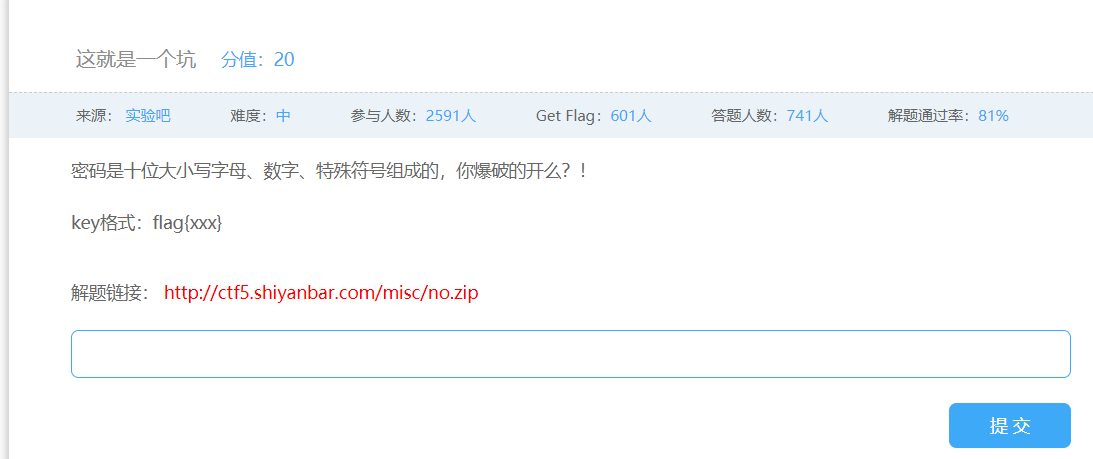 这就是一个坑 分值：20
来源： 实验吧 难度：中 参与人数：2591人 Get Flag：601人 答题人数：741人 解题通过率：81%
密码是十位大小写字母、数字、特殊符号组成的，你爆破的开么？！
key格式：flag{xxx}
解题链接： http://ctf5.shiyanbar.com/misc/no.zip
提交